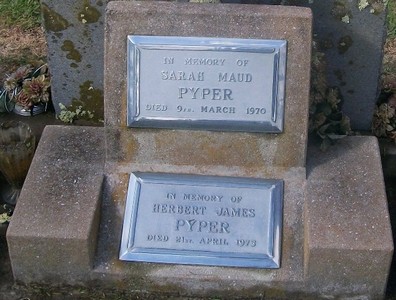 IN MEMORY OF
SARAH MAUD
PYPER
DIED 9TH MARCH 1970
IN MEMORY OF
HERBERT JAMES
PYPER
DIED 21ST APRIL 1975